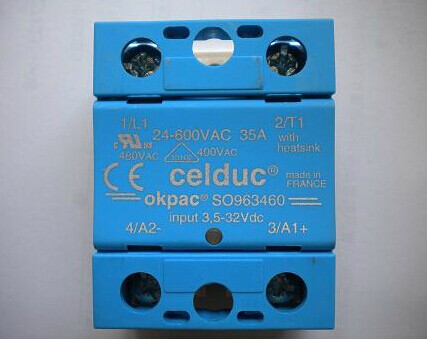 1/L1 2/T1
24-600VAC 35A
with
heatsink
480VAC 400VAC
CE celduc® made in
FRANCE
okpac® SO963460
input 3,5-32Vdc
4/A2- 3/A1+